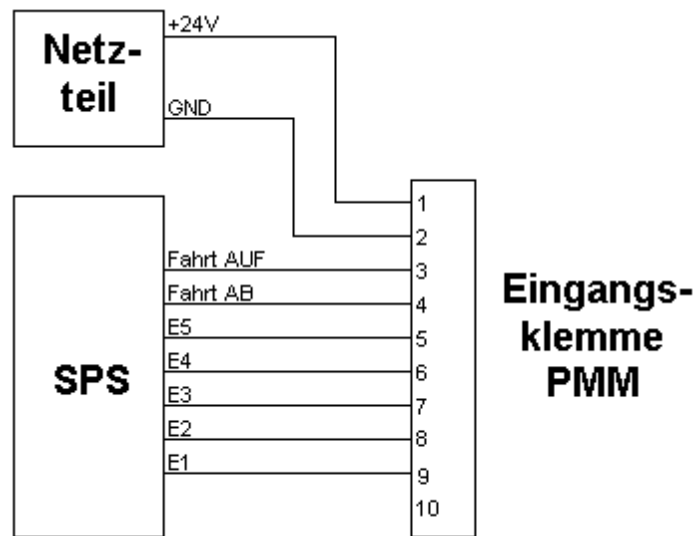 +24V
Netz-
teil
GND
1
2
Fahrt AUF
3
Fahrt AB
4
E5
5
E4
6
E3
7
E2
8
E1
9
10
SPS
Eingangs-
klemme
PMM